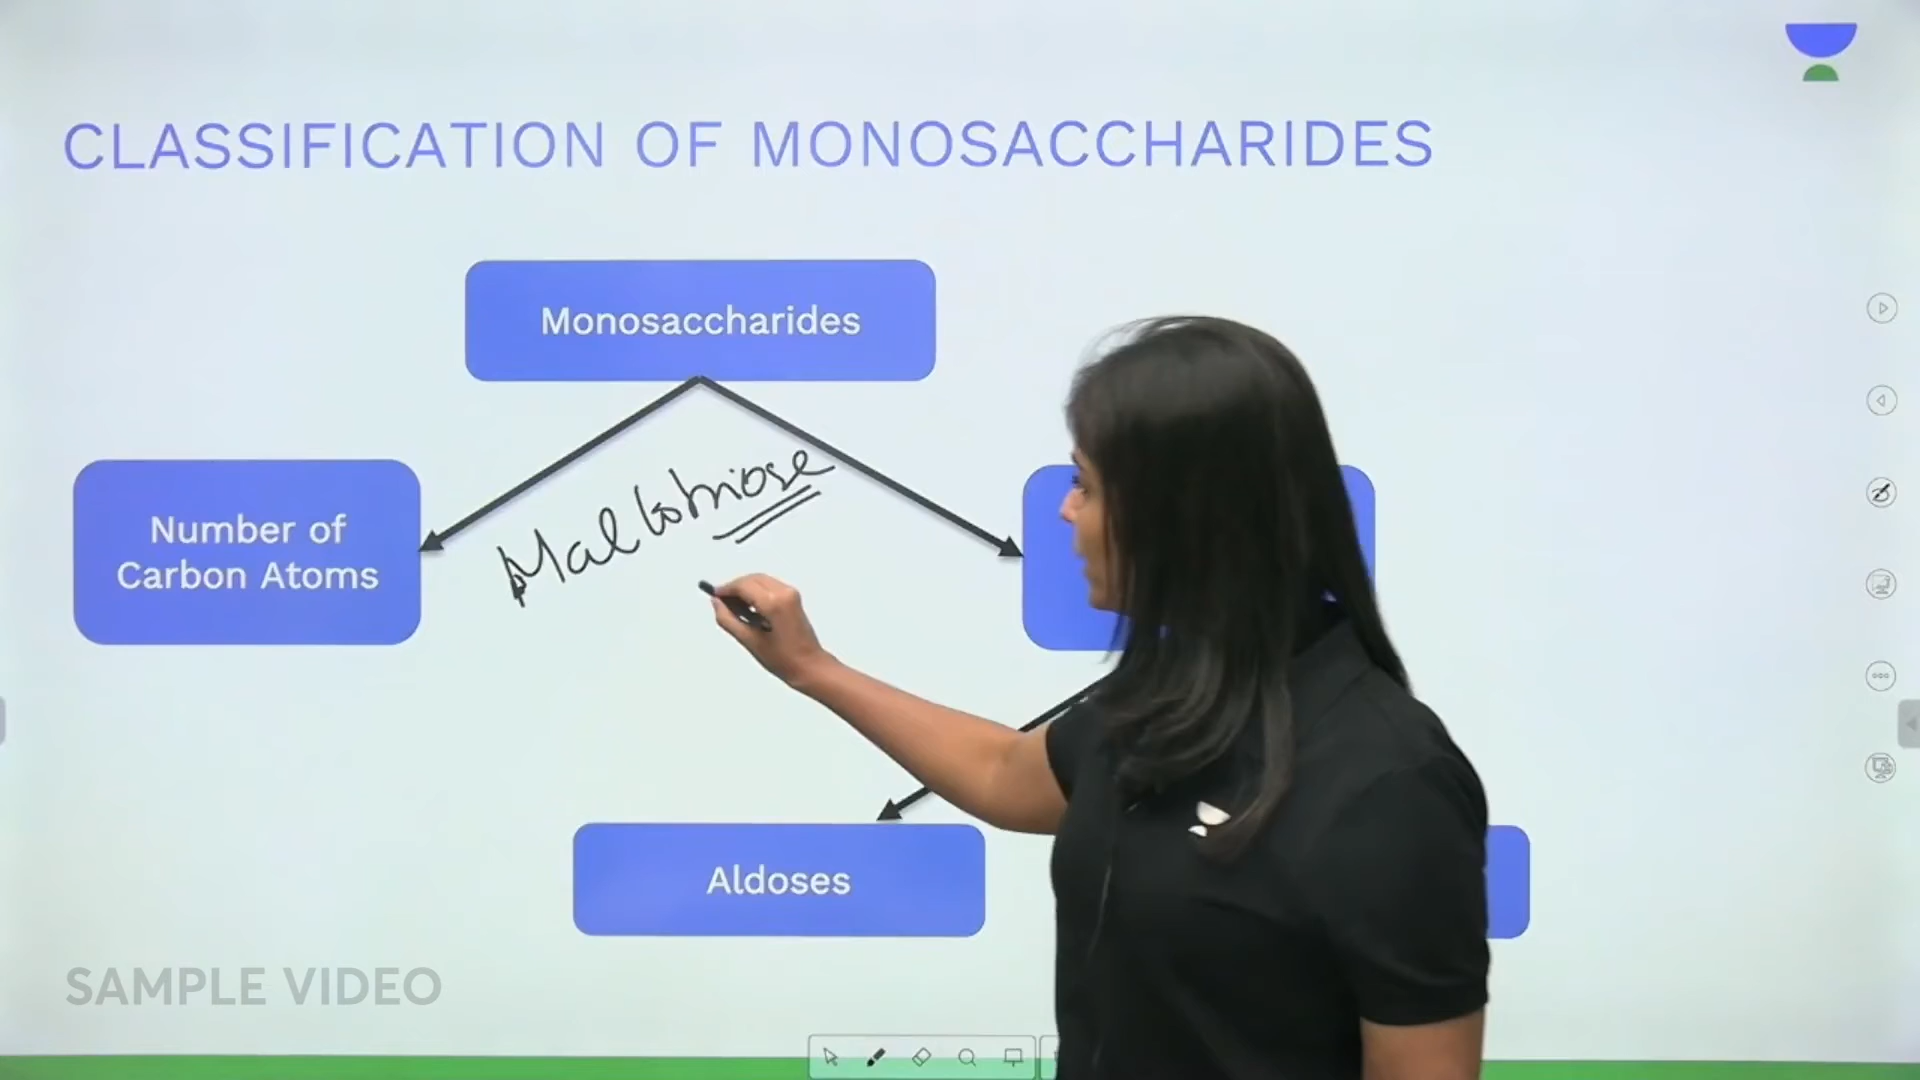 CLASSIFICATION OF MONOSACCHARIDES
Monosaccharides
Number of
Carbon Atoms
Maltotriose
Aldoses
SAMPLE VIDEO